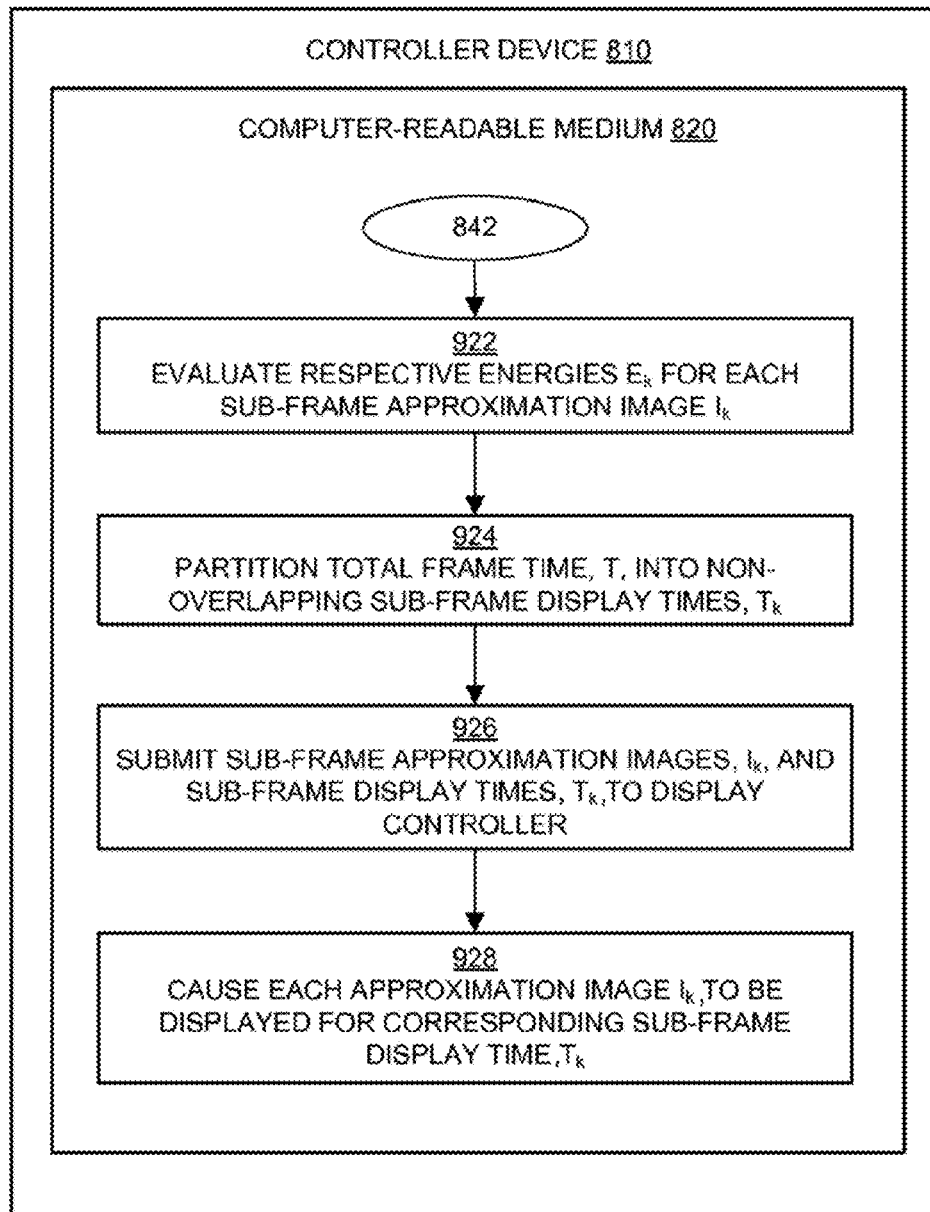 CONTROLLER DEVICE 810
COMPUTER-READABLE MEDIUM 820
842
922
EVALUATE RESPECTIVE ENERGIES Eₖ FOR EACH
SUB-FRAME APPROXIMATION IMAGE Iₖ
924
PARTITION TOTAL FRAME TIME, T, INTO NON-
OVERLAPPING SUB-FRAME DISPLAY TIMES, Tₖ
926
SUBMIT SUB-FRAME APPROXIMATION IMAGES, Iₖ, AND
SUB-FRAME DISPLAY TIMES, Tₖ,TO DISPLAY
CONTROLLER
928
CAUSE EACH APPROXIMATION IMAGE Iₖ,TO BE
DISPLAYED FOR CORRESPONDING SUB-FRAME
DISPLAY TIME,Tₖ